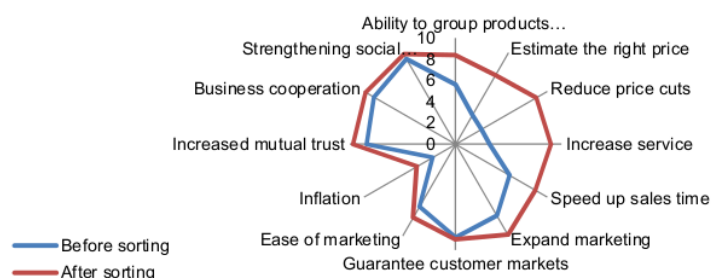 Ability to group products…
Estimate the right price
Reduce price cuts
Increase service
Speed up sales time
Expand marketing
Guarantee customer markets
Ease of marketing
Inflation
Increased mutual trust
Business cooperation
Strengthening social…
10
8
6
4
2
0
Before sorting
After sorting